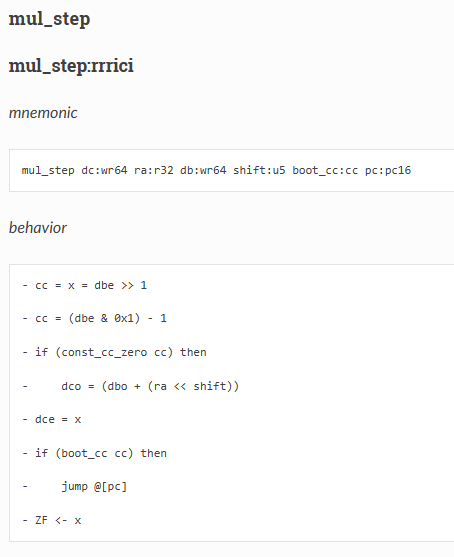 mul_step
mul_step:rrrici
mnemonic
mul_step dc:wr64 ra:r32 db:wr64 shift:u5 boot_cc:cc pc:pc16
behavior
- cc = x = dbe >> 1
- cc = (dbe & 0x1) - 1
- if (const_cc_zero cc) then
-     dco = (dbo + (ra << shift))
- dce = x
- if (boot_cc cc) then
-     jump @[pc]
- ZF <- x